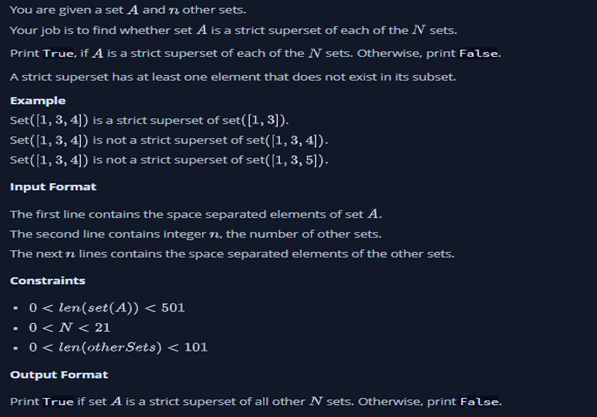 You are given a set A and n other sets.
Your job is to find whether set A is a strict superset of each of the N sets.
Print True, if A is a strict superset of each of the N sets. Otherwise, print False.
A strict superset has at least one element that does not exist in its subset.
Example
Set([1, 3, 4]) is a strict superset of set([1, 3]).
Set([1, 3, 4]) is not a strict superset of set([1, 3, 4]).
Set([1, 3, 4]) is not a strict superset of set([1, 3, 5]).
Input Format
The first line contains the space separated elements of set A.
The second line contains integer n, the number of other sets.
The next n lines contains the space separated elements of the other sets.
Constraints
• 0 < len(set(A)) < 501
• 0 < N < 21
• 0 < len(otherSets) < 101
Output Format
Print True if set A is a strict superset of all other N sets. Otherwise, print False.